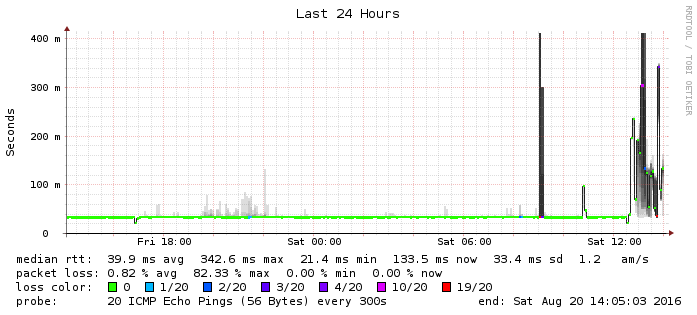 Last 24 Hours
RRDTOOL / TOBI OETIKER
Seconds
400 m
300 m
200 m
100 m
0
Fri 18:00 Sat 00:00 Sat 06:00 Sat 12:00
median rtt: 39.9 ms avg 342.6 ms max 21.4 ms min 133.5 ms now 33.4 ms sd 1.2 am/s
packet loss: 0.82 % avg 82.33 % max 0.00 % min 0.00 % now
loss color: 0 1/20 2/20 3/20 4/20 10/20 19/20
probe: 20 ICMP Echo Pings (56 Bytes) every 300s end: Sat Aug 20 14:05:03 2016